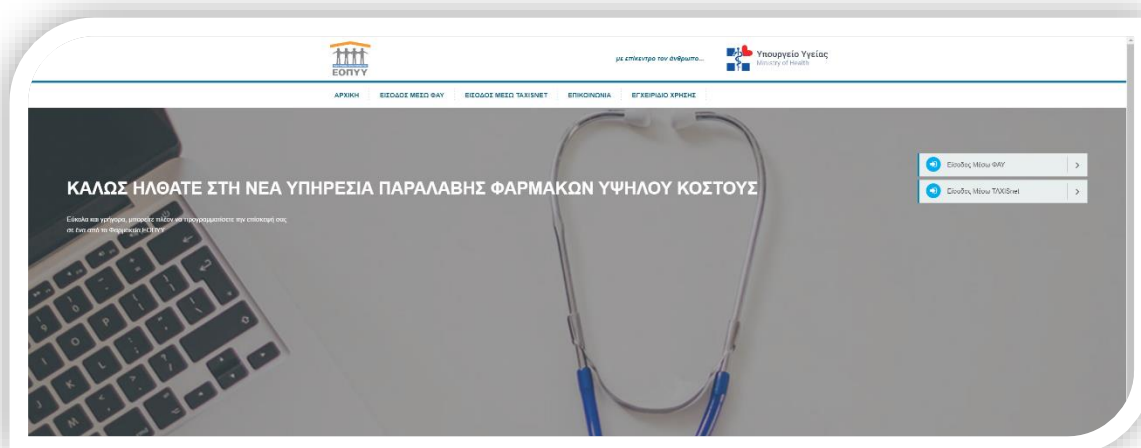 ΕΟΠΥΥ
με επίκεντρο τον άνθρωπο...
Υπουργείο Υγείας
Ministry of Health
ΑΡΧΙΚΗ ΕΙΣΟΔΟΣ ΜΕΣΩ ΦΑΥ ΕΙΣΟΔΟΣ ΜΕΣΩ TAXISNET ΕΠΙΚΟΙΝΩΝΙΑ ΕΓΧΕΙΡΙΔΙΟ ΧΡΗΣΗΣ
Είσοδος Μέσω ΦΑΥ
Είσοδος Μέσω TAXISnet
ΚΑΛΩΣ ΗΛΘΑΤΕ ΣΤΗ ΝΕΑ ΥΠΗΡΕΣΙΑ ΠΑΡΑΛΑΒΗΣ ΦΑΡΜΑΚΩΝ ΥΨΗΛΟΥ ΚΟΣΤΟΥΣ
Εύκολα και γρήγορα, μπορείτε πλέον να προγραμματίσετε την επίσκεψή σας
σε ένα από τα Φαρμακεία ΕΟΠΥΥ